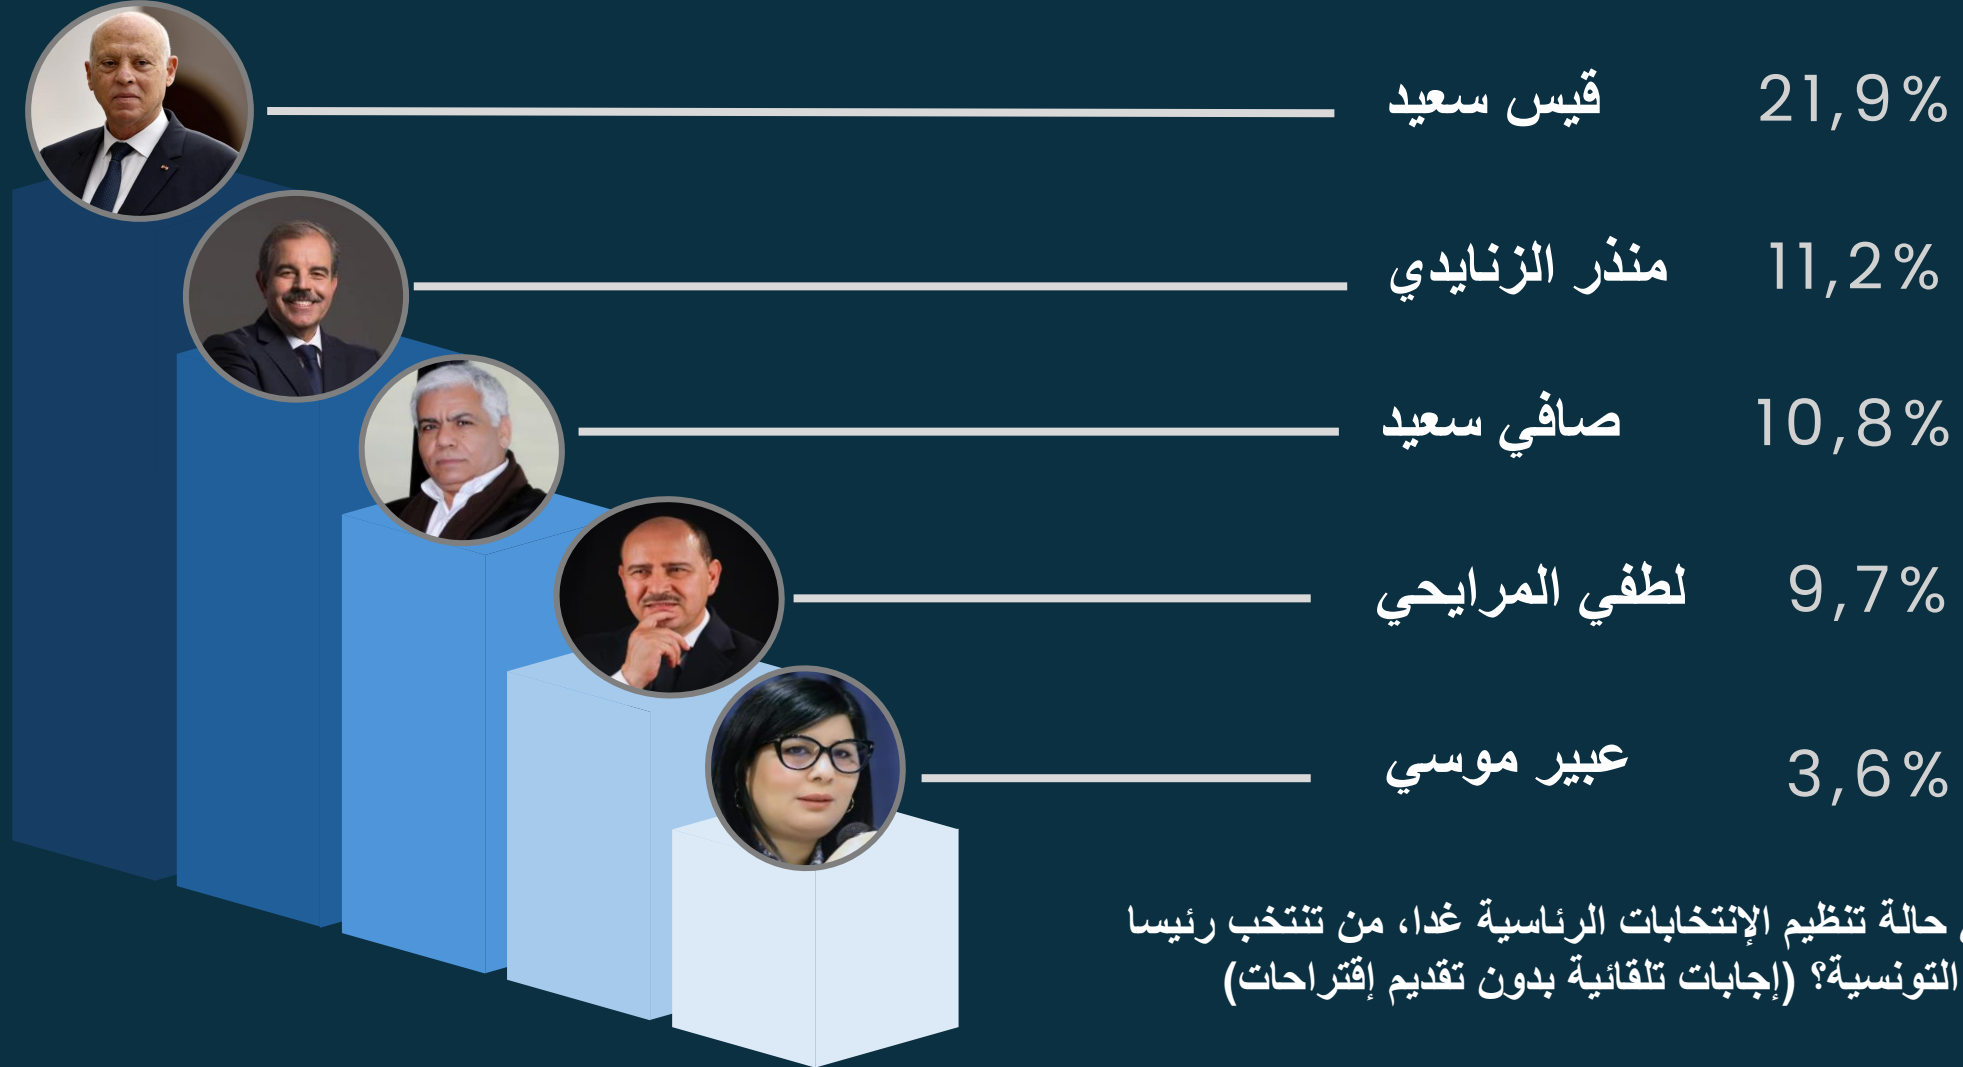 قيس سعيد 21,9%
منذر الزنايدي 11,2%
صافي سعيد 10,8%
لطفي المرايحي 9,7%
عبير موسي 3,6%
حالة تنظيم الإنتخابات الرئاسية غدا، من تنتخب رئيسا
التونسية؟ (إجابات تلقائية بدون تقديم إقتراحات)